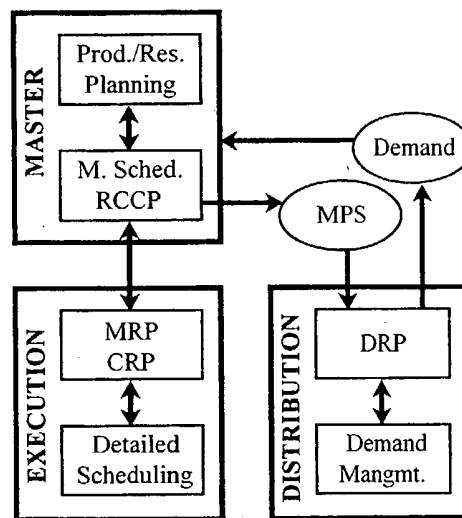 MASTER
Prod./Res.
Planning
M. Sched.
RCCP
Demand
MPS
EXECUTION
MRP
CRP
Detailed
Scheduling
DISTRIBUTION
DRP
Demand
Mangmt.